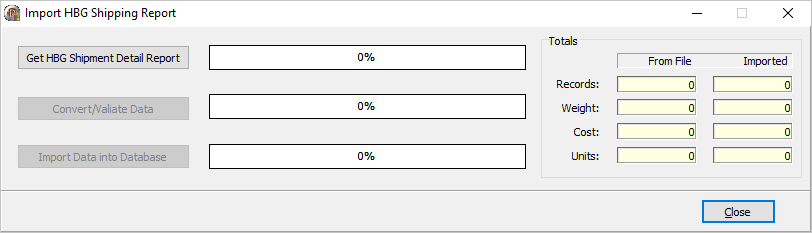 Import HBG Shipping Report
Totals
Get HBG Shipment Detail Report 0%
From File Imported
Records: 0 0
Convert/Valiate Data 0%
Weight: 0 0
Cost: 0 0
Import Data into Database 0%
Units: 0 0
Close